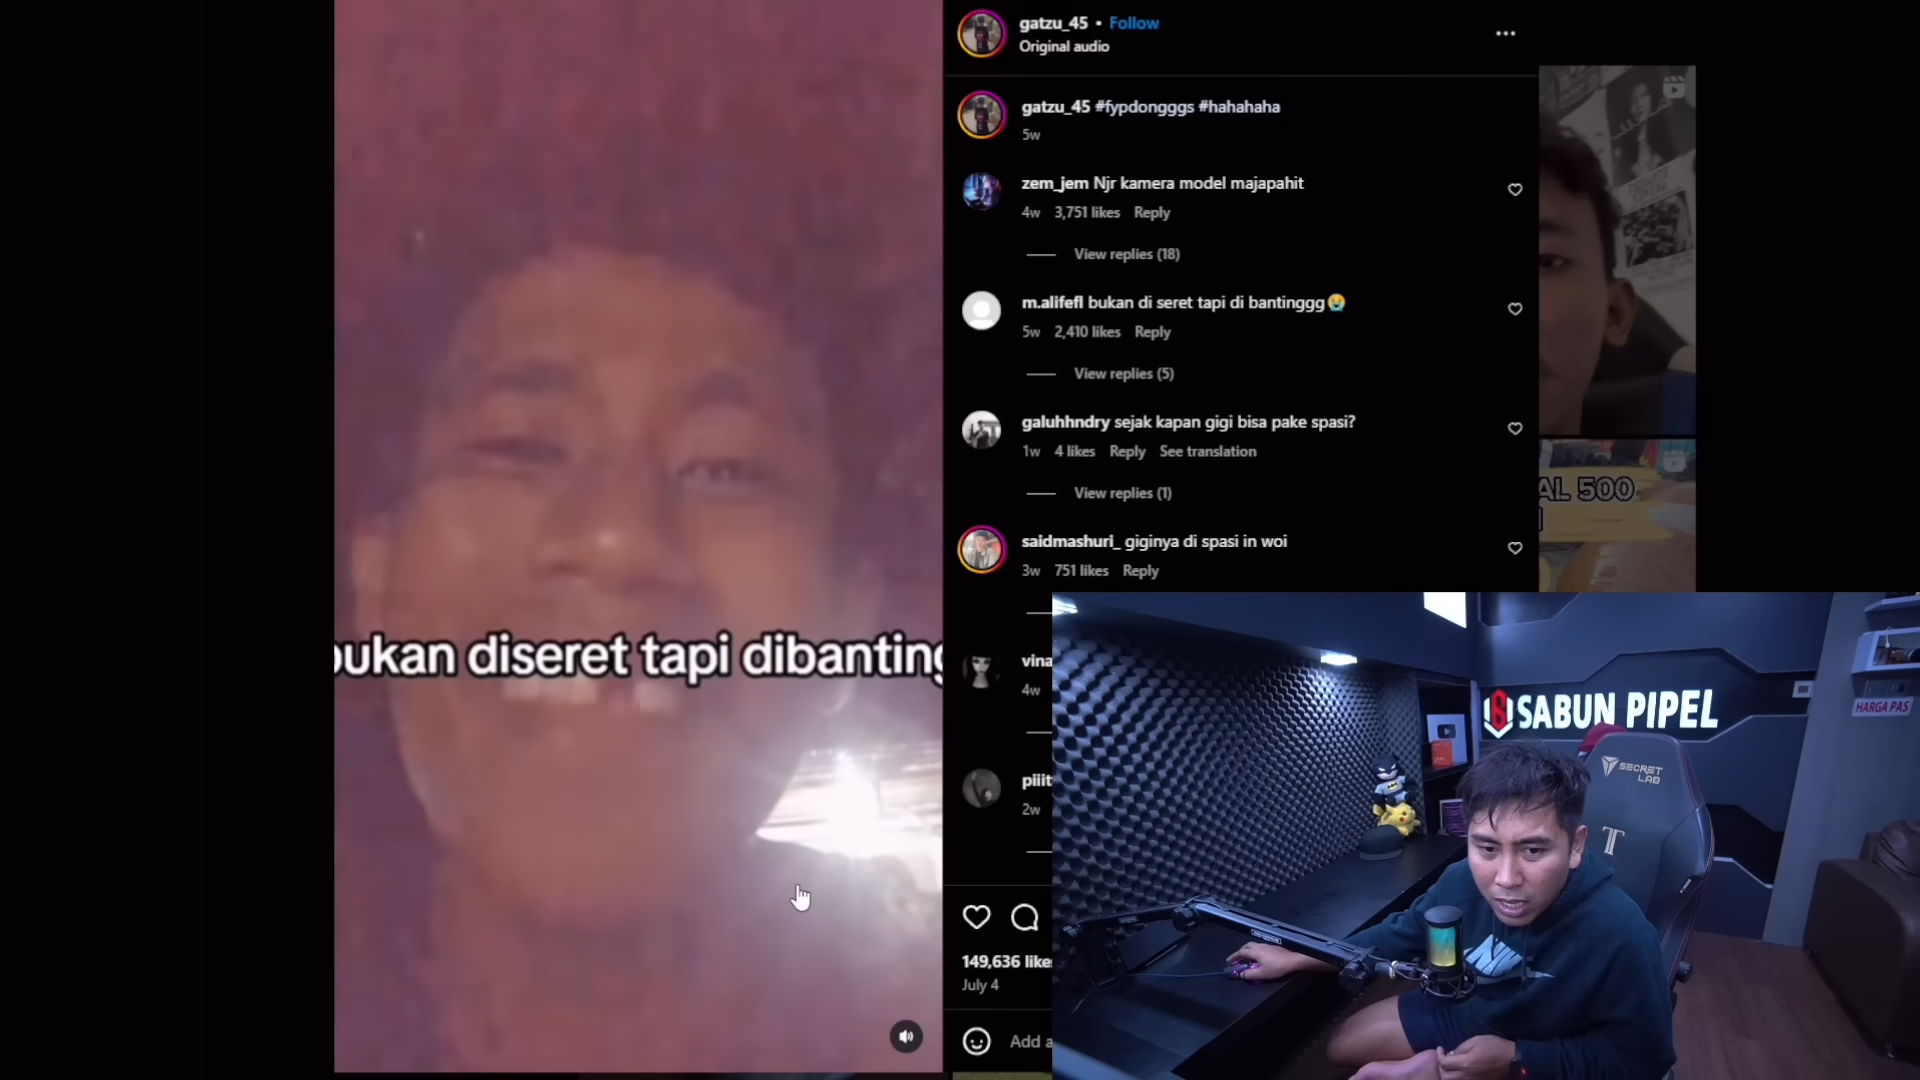 gatzu_45 • Follow
Original audio
gatzu_45 #fypdongggs #hahahaha
5w
zem_jem Njr kamera model majapahit
4w 3,751 likes Reply
View replies (18)
m.alifefl bukan di seret tapi di bantinggg😭
5w 2,410 likes Reply
View replies (5)
galuhhndry sejak kapan gigi bisa pake spasi?
1w 4 likes Reply See translation
View replies (1)
saidmashuri_ giginya di spasi in woi
3w 751 likes Reply
vina
4w
piiit
2w
149,636 like
July 4
Add a
bukan diseret tapi dibanting
AL 500
SABUN PIPEL
HARGA PAS
SECRET
LAB